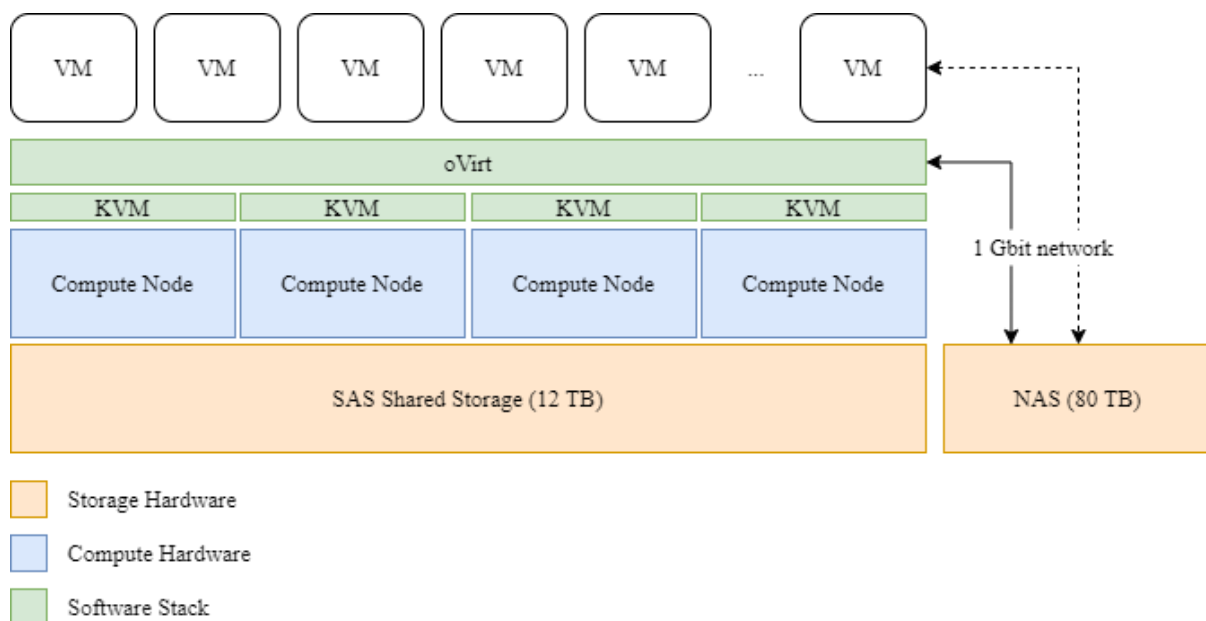 VM VM VM VM VM ... VM
oVirt
KVM KVM KVM KVM
1 Gbit network
Compute Node Compute Node Compute Node Compute Node
SAS Shared Storage (12 TB) NAS (80 TB)
Storage Hardware
Compute Hardware
Software Stack